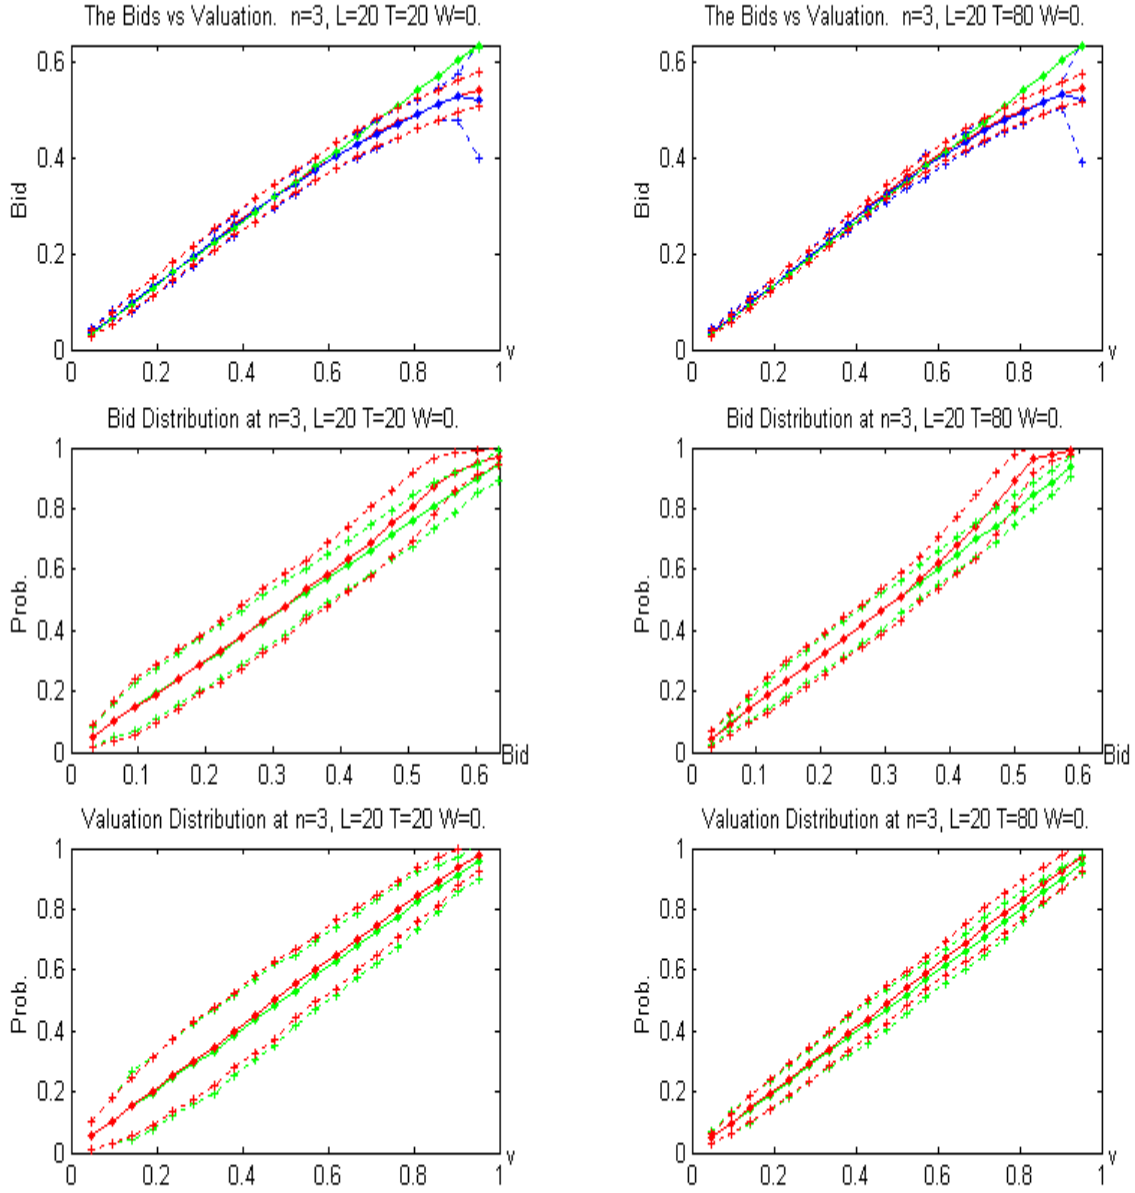 The Bids vs Valuation.  n=3, L=20 T=20 W=0.
Bid
0.6
0.4
0.2
0
0 0.2 0.4 0.6 0.8 1
v
The Bids vs Valuation.  n=3, L=20 T=80 W=0.
Bid
0.6
0.4
0.2
0
0 0.2 0.4 0.6 0.8 1
v
Bid Distribution at n=3, L=20 T=20 W=0.
Prob.
1
0.8
0.6
0.4
0.2
0
0 0.1 0.2 0.3 0.4 0.5 0.6
Bid
Bid Distribution at n=3, L=20 T=80 W=0.
Prob.
1
0.8
0.6
0.4
0.2
0
0 0.1 0.2 0.3 0.4 0.5 0.6
Bid
Valuation Distribution at n=3, L=20 T=20 W=0.
Prob.
1
0.8
0.6
0.4
0.2
0
0 0.2 0.4 0.6 0.8 1
v
Valuation Distribution at n=3, L=20 T=80 W=0.
Prob.
1
0.8
0.6
0.4
0.2
0
0 0.2 0.4 0.6 0.8 1
v